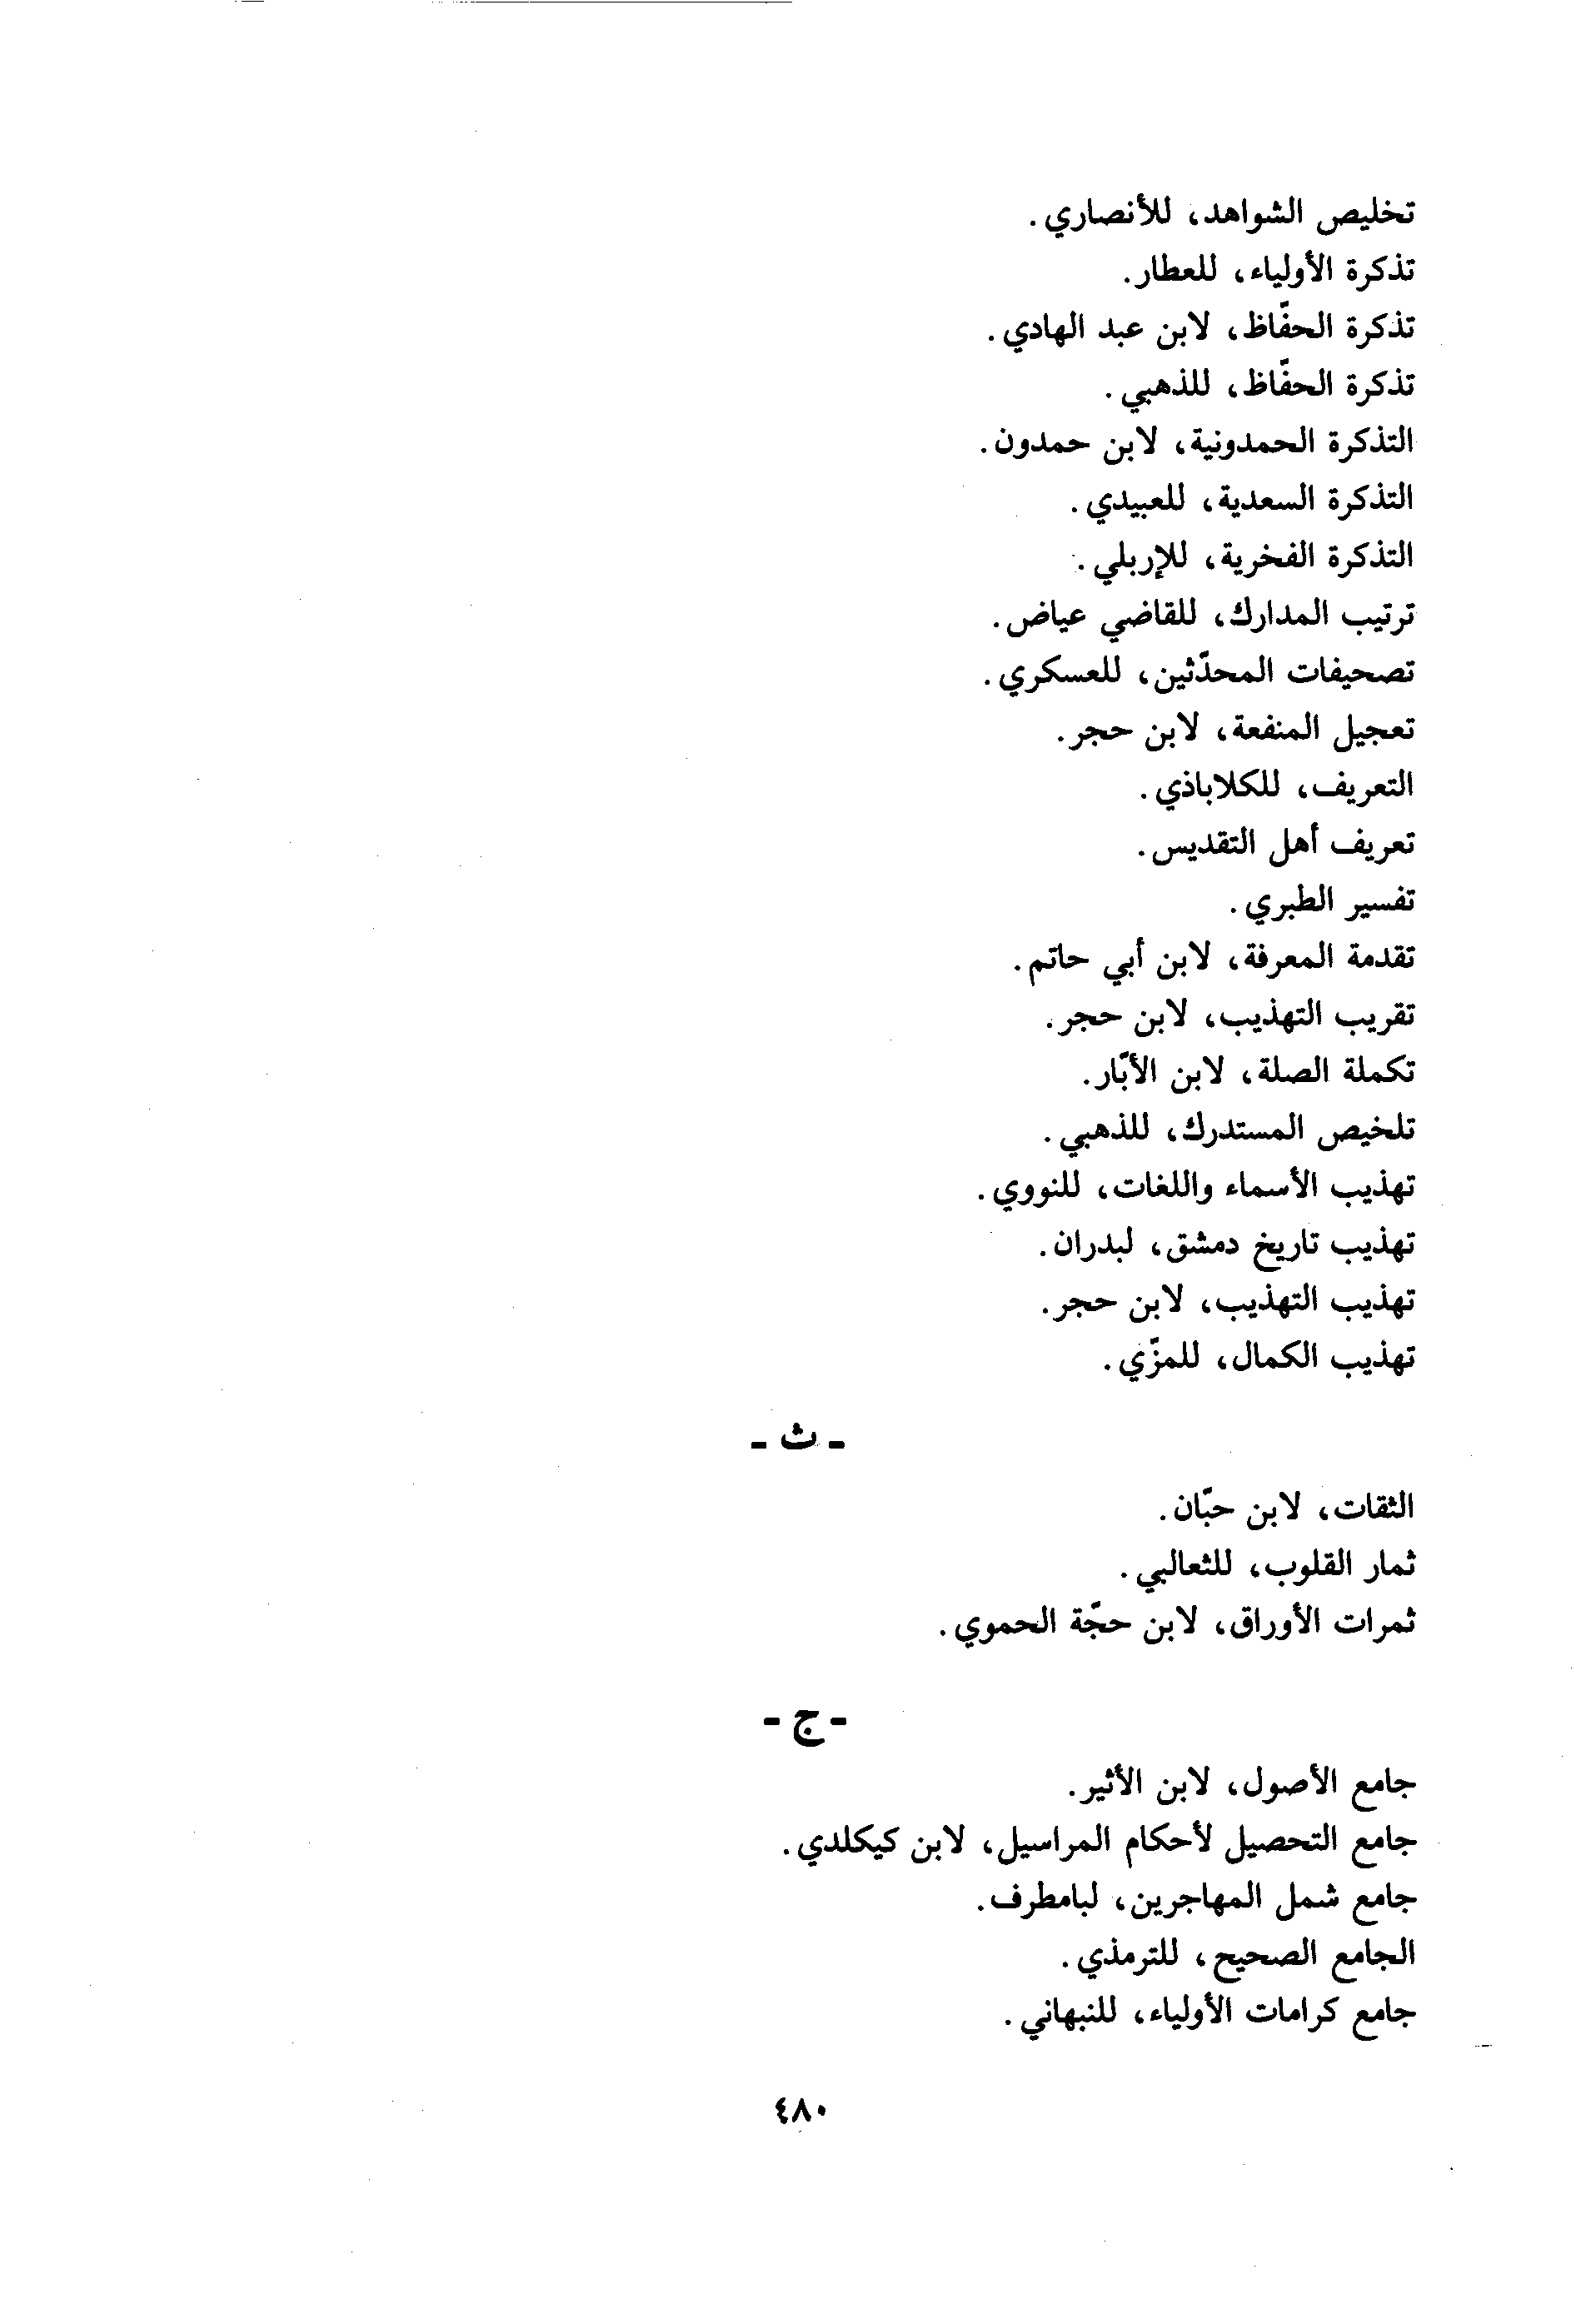 تخليص الشواهد، للأنصاري.
تذكرة الأولياء، للعطار.
تذكرة الحفّاظ، لابن عبد الهادي.
تذكرة الحفّاظ، للذهبي.
التذكرة الحمدونية، لابن حمدون.
التذكرة السعدية، للعبيدي.
التذكرة الفخرية، للإربلي.
ترتيب المدارك، للقاضي عياض.
تصحيفات المحدّثين، للعسكري.
تعجيل المنفعة، لابن حجر.
التعريف، للكلاباذي.
تعريف أهل التقديس.
تفسير الطبري.
تقدمة المعرفة، لابن أبي حاتم.
تقريب التهذيب، لابن حجر.
تكملة الصلة، لابن الأبّار.
تلخيص المستدرك، للذهبي.
تهذيب الأسماء واللغات، للنووي.
تهذيب تاريخ دمشق، لبدران.
تهذيب التهذيب، لابن حجر.
تهذيب الكمال، للمزّي.
- ث -
الثقات، لابن حبّان.
ثمار القلوب، للثعالبي.
ثمرات الأوراق، لابن حجّة الحموي.
- ج -
جامع الأصول، لابن الأثير.
جامع التحصيل لأحكام المراسيل، لابن كيكلدي.
جامع شمل المهاجرين، لبامطرف.
الجامع الصحيح، للترمذي.
جامع كرامات الأولياء، للنبهاني.
٤٨٠